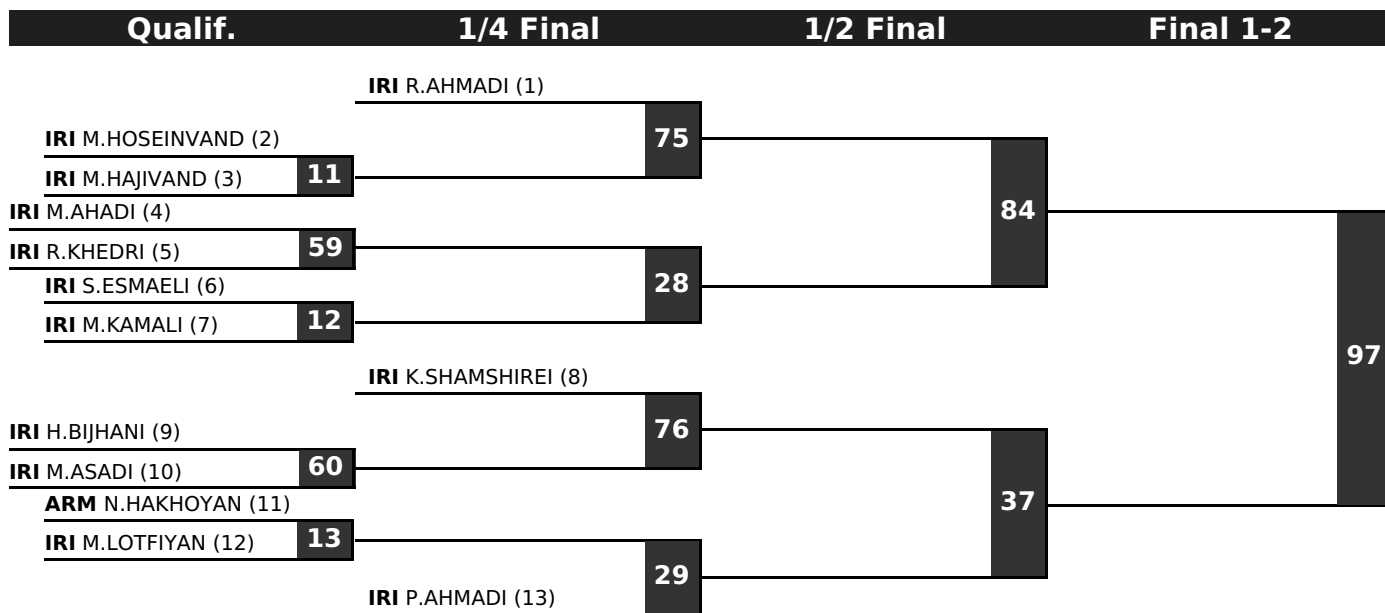 Qualif. 1/4 Final 1/2 Final Final 1-2
IRI R.AHMADI (1)
75
IRI M.HOSEINVAND (2)
11
IRI M.HAJIVAND (3)
84
IRI M.AHADI (4)
59
IRI R.KHEDRI (5)
28
IRI S.ESMAELI (6)
12
IRI M.KAMALI (7)
97
IRI K.SHAMSHIREI (8)
76
IRI H.BIJHANI (9)
60
IRI M.ASADI (10)
37
ARM N.HAKHOYAN (11)
13
IRI M.LOTFIYAN (12)
29
IRI P.AHMADI (13)